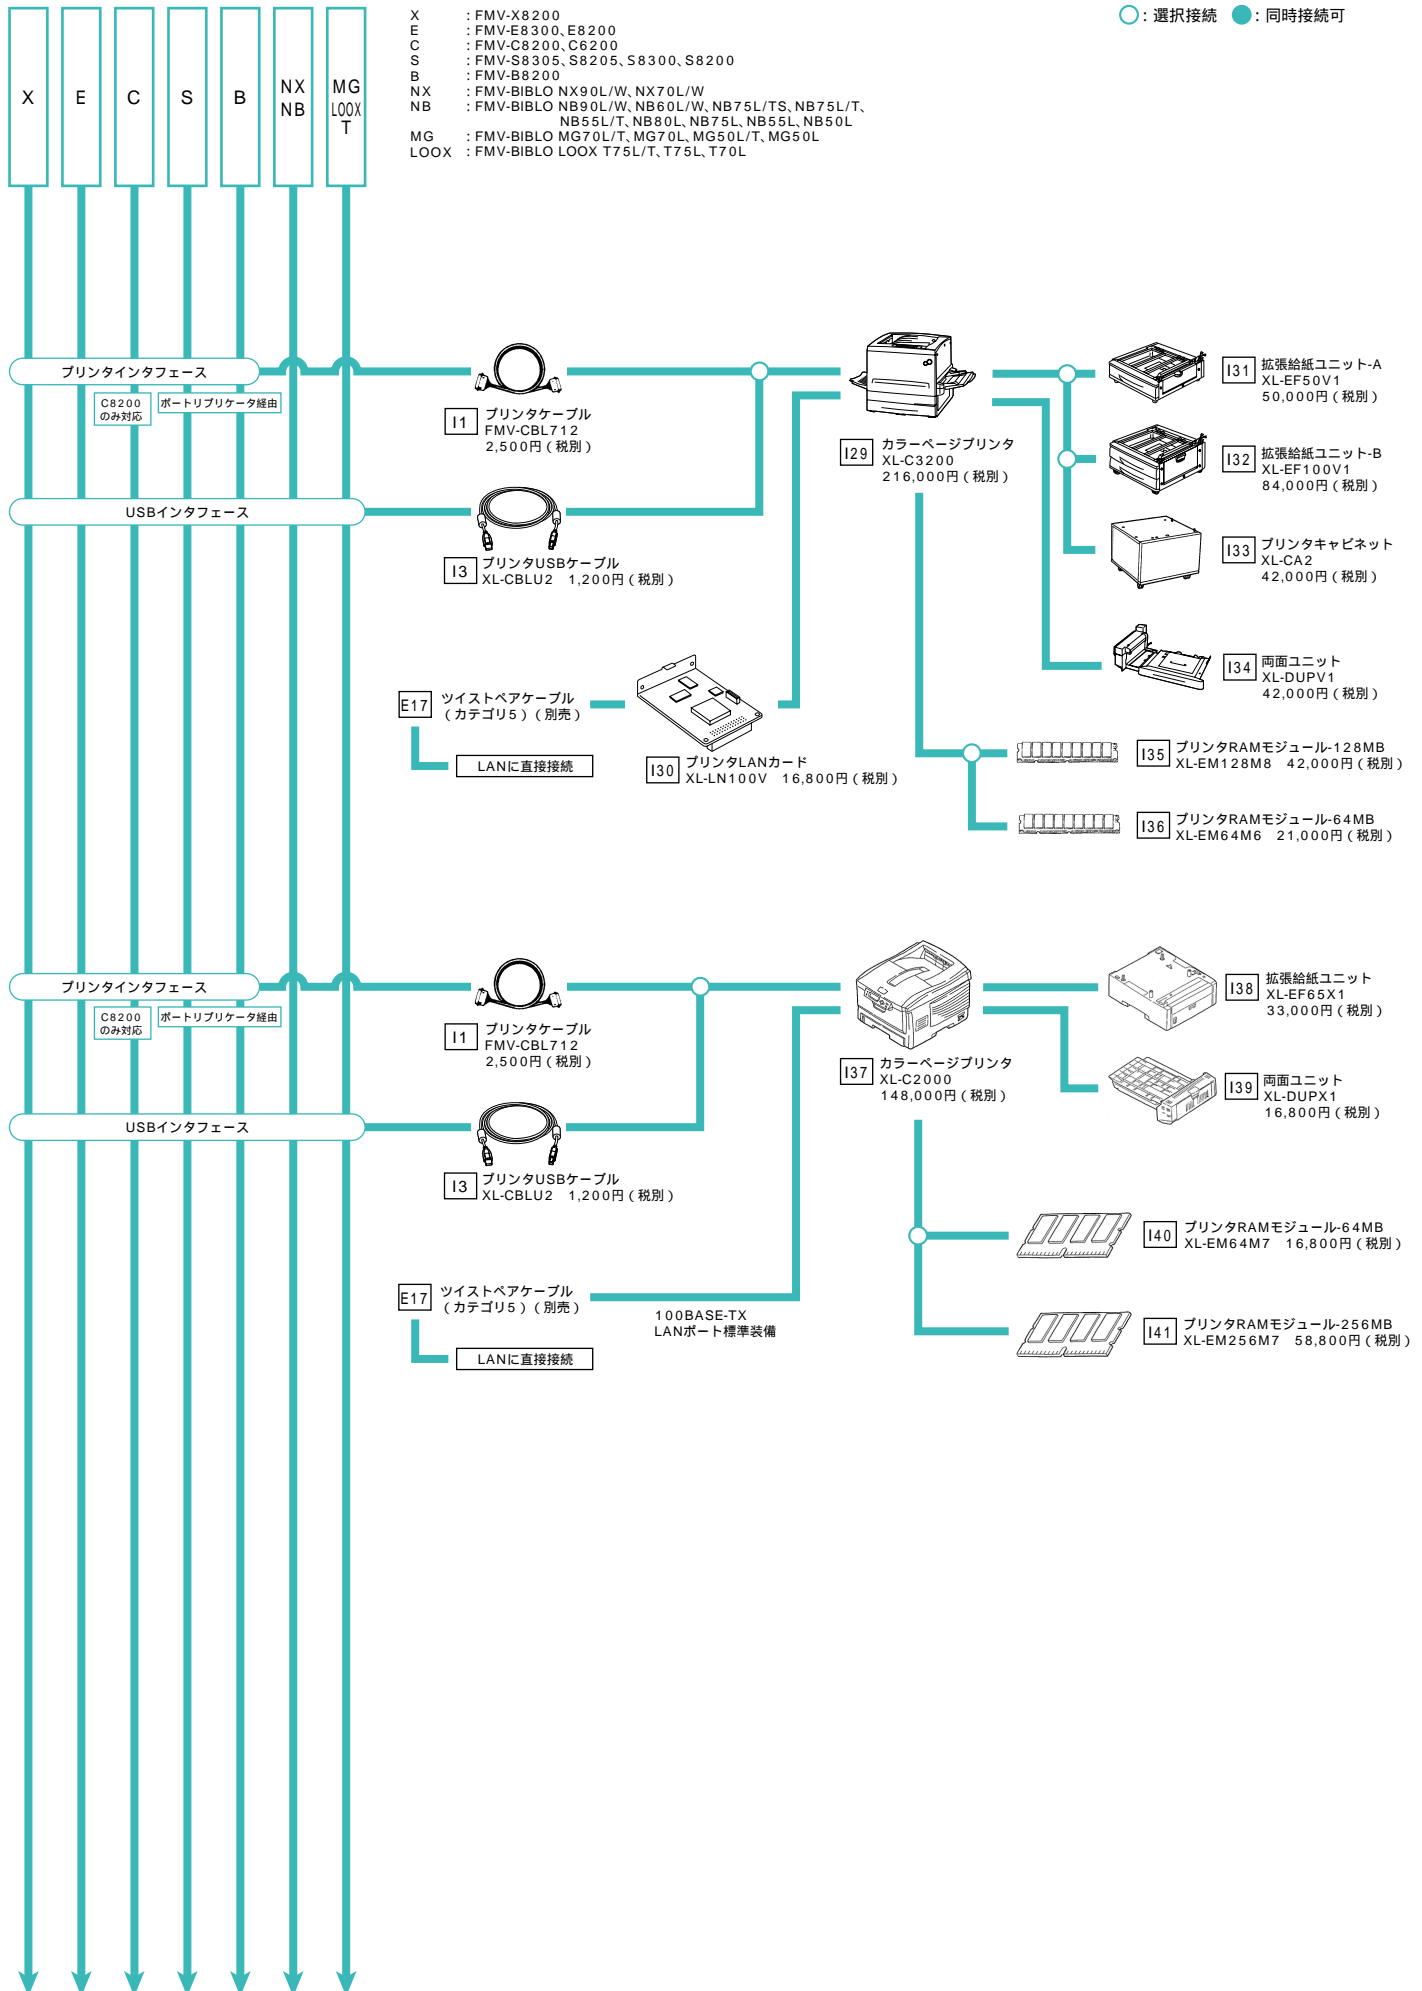 ○：選択接続 ●：同時接続可
X
E
C
S
B
NX
NB
MG
LOOX
T
X ：FMV-X8200
E ：FMV-E8300、E8200
C ：FMV-C8200、C6200
S ：FMV-S8305、S8205、S8300、S8200
B ：FMV-B8200
NX ：FMV-BIBLO NX90L/W、NX70L/W
NB ：FMV-BIBLO NB90L/W、NB60L/W、NB75L/TS、NB75L/T、
NB55L/T、NB80L、NB75L、NB55L、NB50L
MG ：FMV-BIBLO MG70L/T、MG70L、MG50L/T、MG50L
LOOX ：FMV-BIBLO LOOX T75L/T、T75L、T70L
プリンタインタフェース
C8200
のみ対応
ポートリプリケータ経由
I1 プリンタケーブル
FMV-CBL712
2,500円（税別）
USBインタフェース
I3 プリンタUSBケーブル
XL-CBLU2 1,200円（税別）
E17 ツイストペアケーブル
（カテゴリ5）（別売）
LANに直接接続
I30 プリンタLANカード
XL-LN100V 16,800円（税別）
I29 カラーページプリンタ
XL-C3200
216,000円（税別）
I31 拡張給紙ユニット-A
XL-EF50V1
50,000円（税別）
I32 拡張給紙ユニット-B
XL-EF100V1
84,000円（税別）
I33 プリンタキャビネット
XL-CA2
42,000円（税別）
I34 両面ユニット
XL-DUPV1
42,000円（税別）
I35 プリンタRAMモジュール-128MB
XL-EM128M8 42,000円（税別）
I36 プリンタRAMモジュール-64MB
XL-EM64M6 21,000円（税別）
プリンタインタフェース
C8200
のみ対応
ポートリプリケータ経由
I1 プリンタケーブル
FMV-CBL712
2,500円（税別）
USBインタフェース
I3 プリンタUSBケーブル
XL-CBLU2 1,200円（税別）
E17 ツイストペアケーブル
（カテゴリ5）（別売）
LANに直接接続
100BASE-TX
LANポート標準装備
I37 カラーページプリンタ
XL-C2000
148,000円（税別）
I38 拡張給紙ユニット
XL-EF65X1
33,000円（税別）
I39 両面ユニット
XL-DUPX1
16,800円（税別）
I40 プリンタRAMモジュール-64MB
XL-EM64M7 16,800円（税別）
I41 プリンタRAMモジュール-256MB
XL-EM256M7 58,800円（税別）